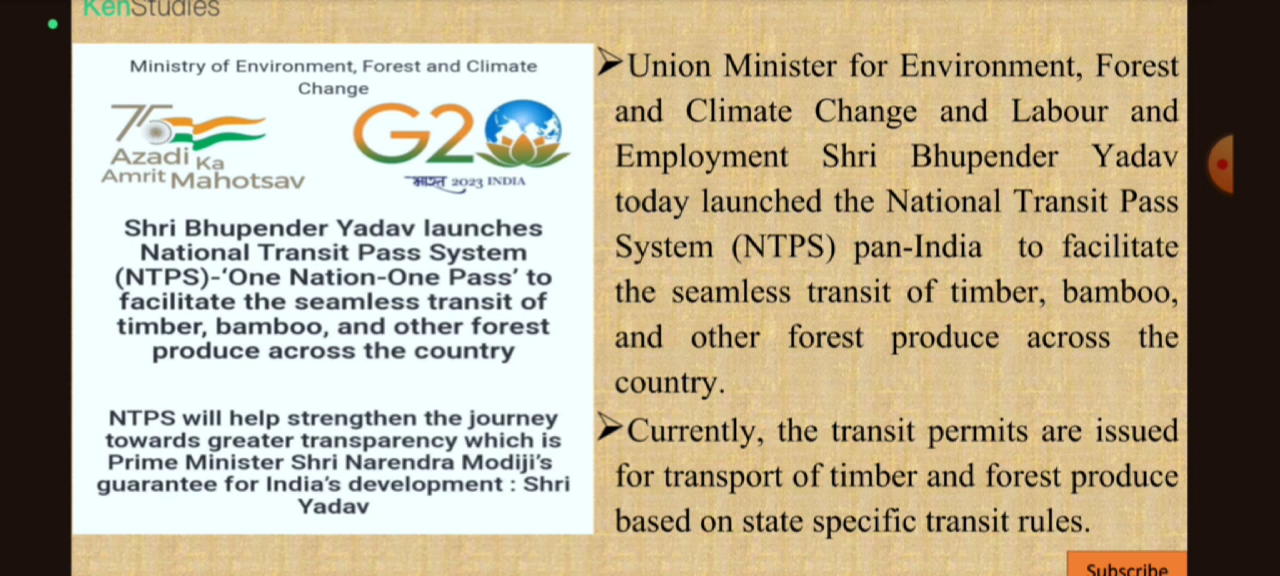 KenStudies
Ministry of Environment, Forest and Climate
Change
75
Azadi Ka
Amrit Mahotsav
G20
भारत 2023 INDIA
Shri Bhupender Yadav launches
National Transit Pass System
(NTPS)-‘One Nation-One Pass’ to
facilitate the seamless transit of
timber, bamboo, and other forest
produce across the country
NTPS will help strengthen the journey
towards greater transparency which is
Prime Minister Shri Narendra Modiji’s
guarantee for India’s development : Shri
Yadav
➢Union Minister for Environment, Forest
and Climate Change and Labour and
Employment Shri Bhupender Yadav
today launched the National Transit Pass
System (NTPS) pan-India to facilitate
the seamless transit of timber, bamboo,
and other forest produce across the
country.
➢Currently, the transit permits are issued
for transport of timber and forest produce
based on state specific transit rules.
Subscribe